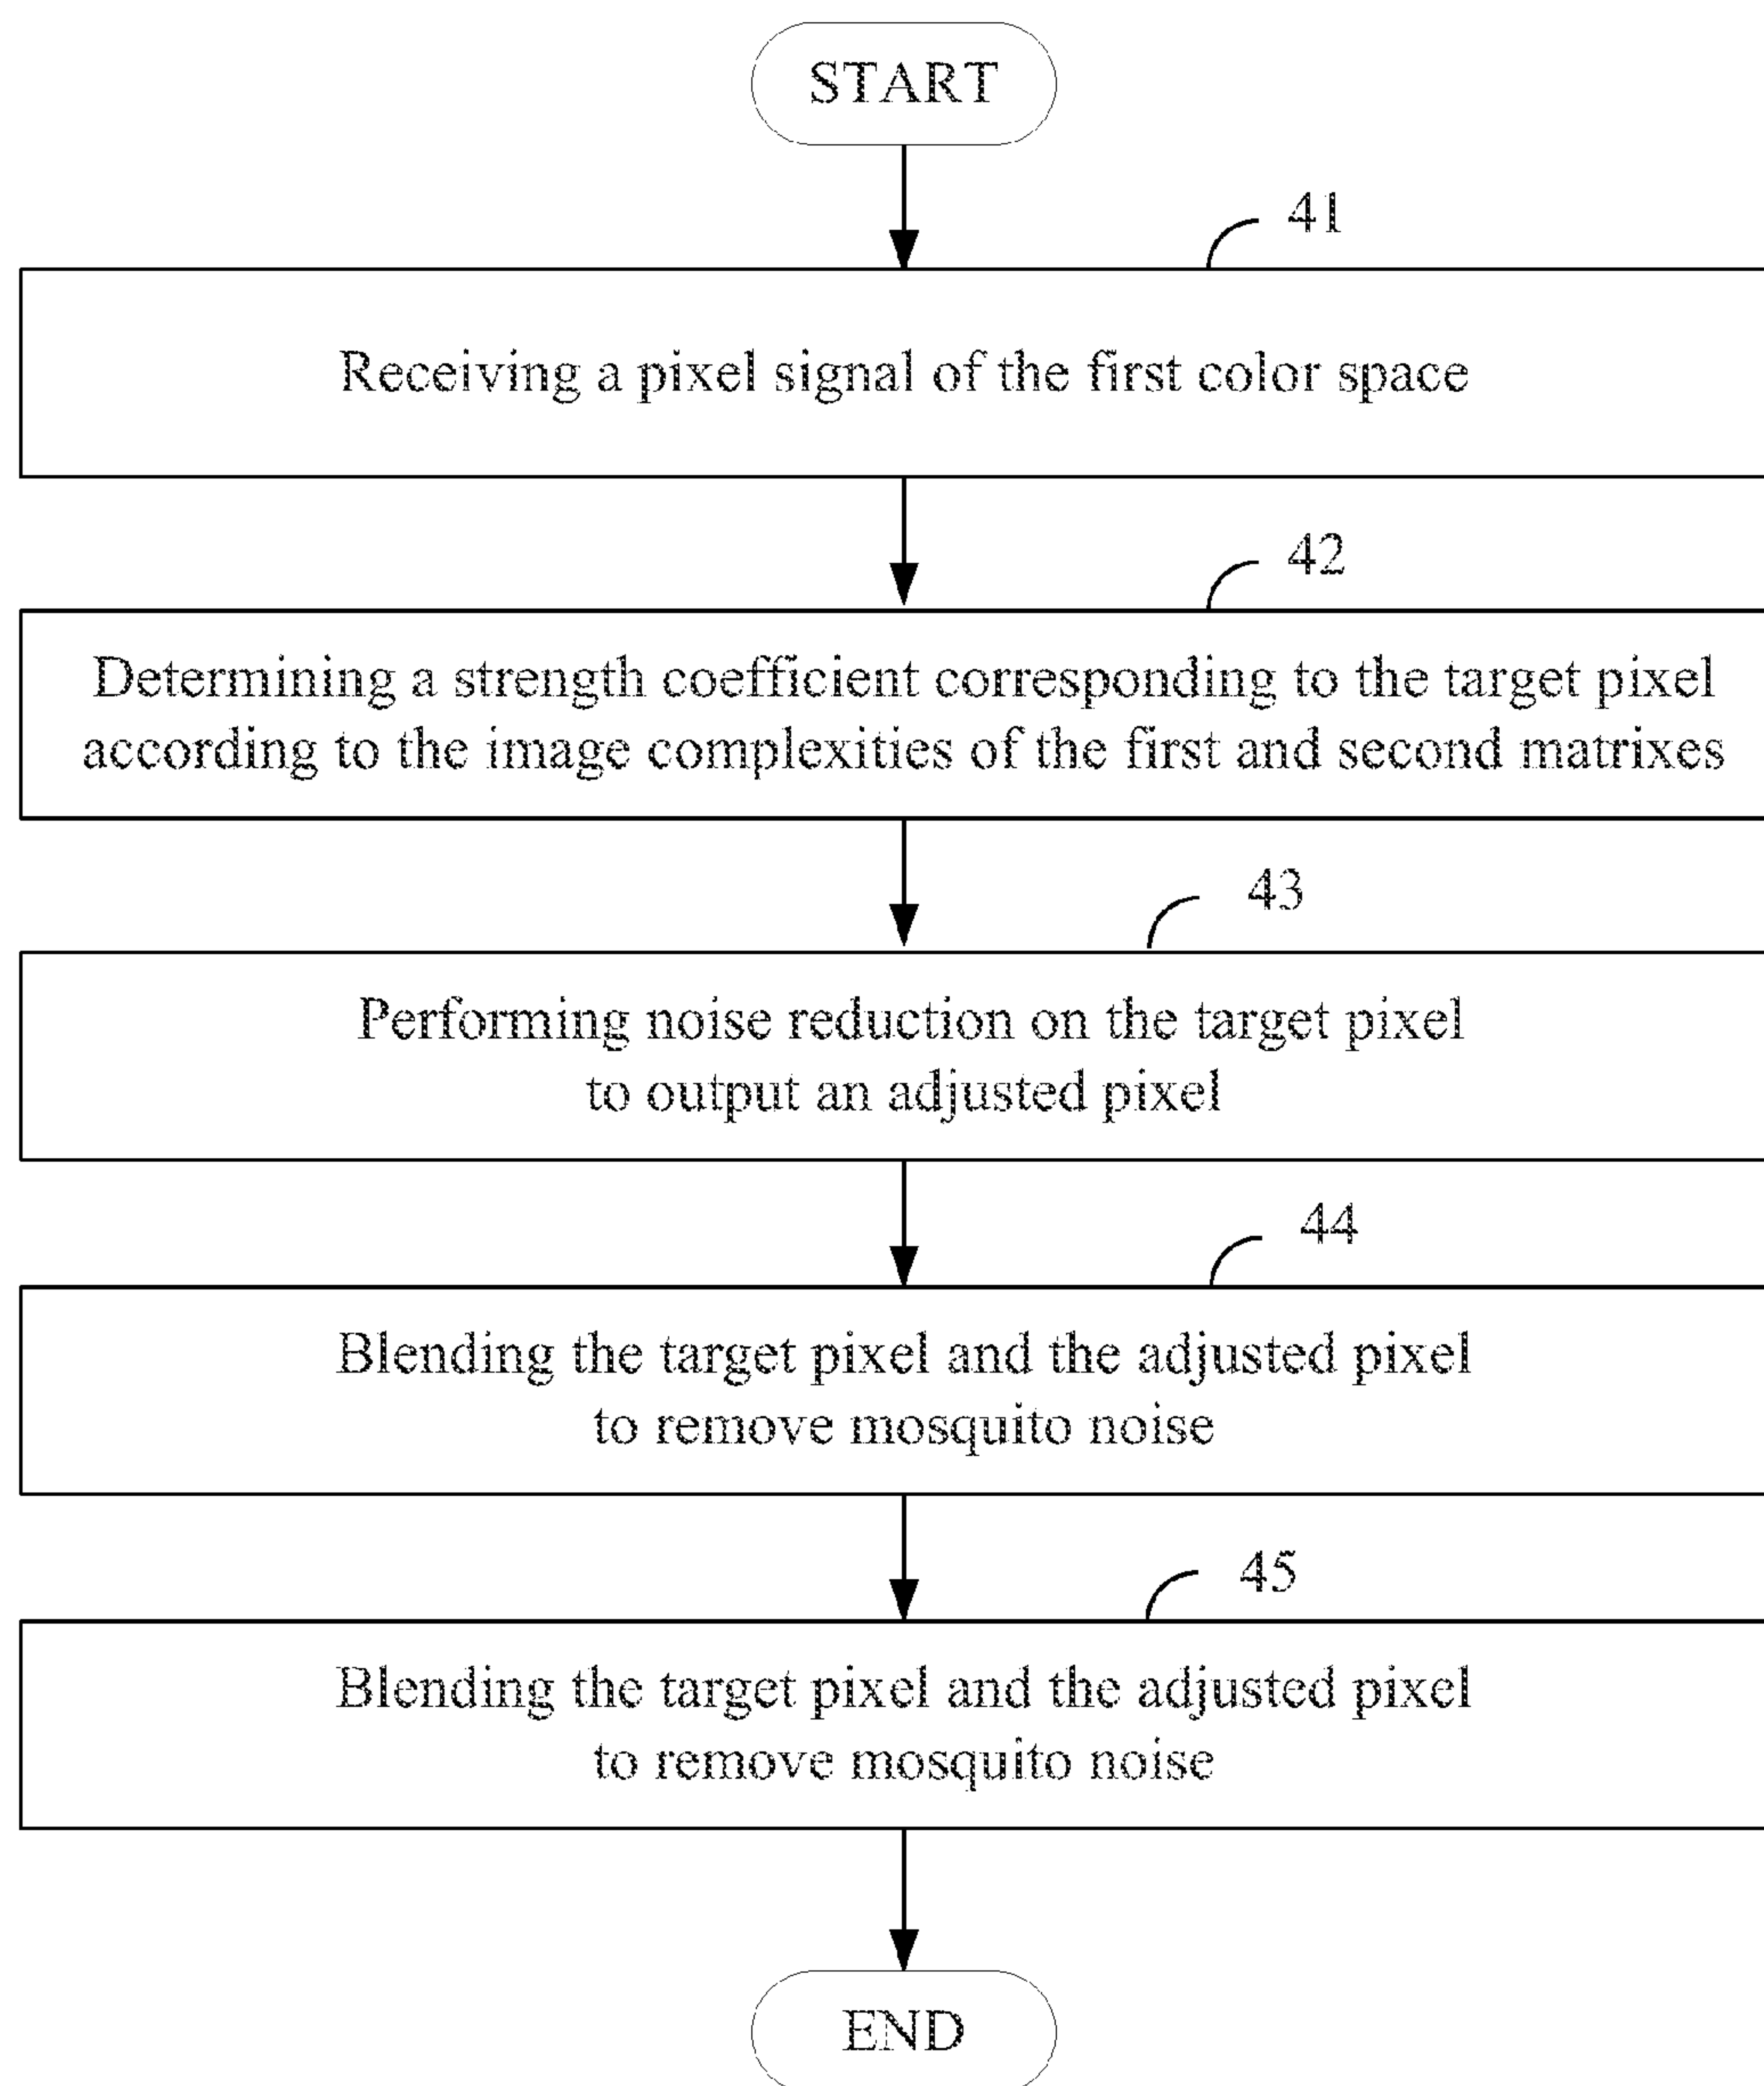 START
41
Receiving a pixel signal of the first color space
42
Determining a strength coefficient corresponding to the target pixel
according to the image complexities of the first and second matrixes
43
Performing noise reduction on the target pixel
to output an adjusted pixel
44
Blending the target pixel and the adjusted pixel
to remove mosquito noise
45
Blending the target pixel and the adjusted pixel
to remove mosquito noise
END